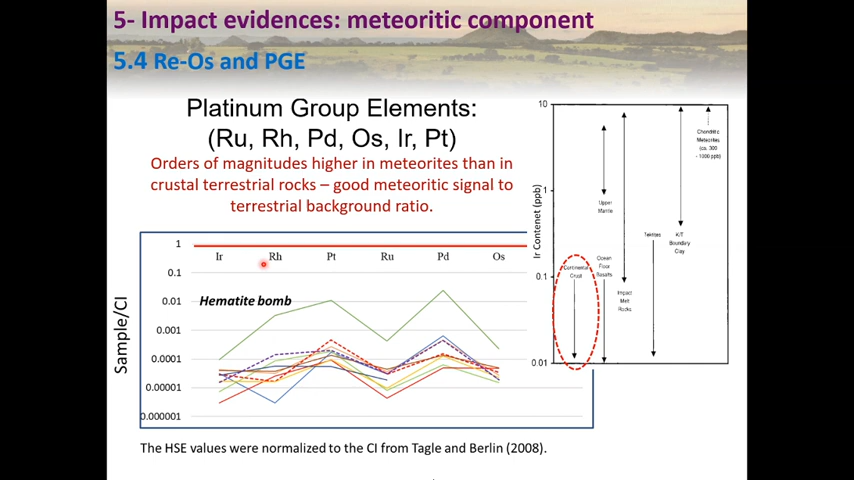 5- Impact evidences: meteoritic component
5.4 Re-Os and PGE
Platinum Group Elements:
(Ru, Rh, Pd, Os, Ir, Pt)
Orders of magnitudes higher in meteorites than in
crustal terrestrial rocks – good meteoritic signal to
terrestrial background ratio.
Sample/CI
1
0.1
0.01
0.001
0.0001
0.00001
0.000001
Ir Rh Pt Ru Pd Os
Hematite bomb
Ir Contenet (ppb)
10
1
0.1
0.01
Continental
Crust
Ocean
Floor
Basalts
Upper
Mantle
Impact
Melt
Rocks
Tektites
K/T
Boundary
Clay
Chondritic
Meteorites
(ca. 300
- 1000 ppb)
The HSE values were normalized to the CI from Tagle and Berlin (2008).